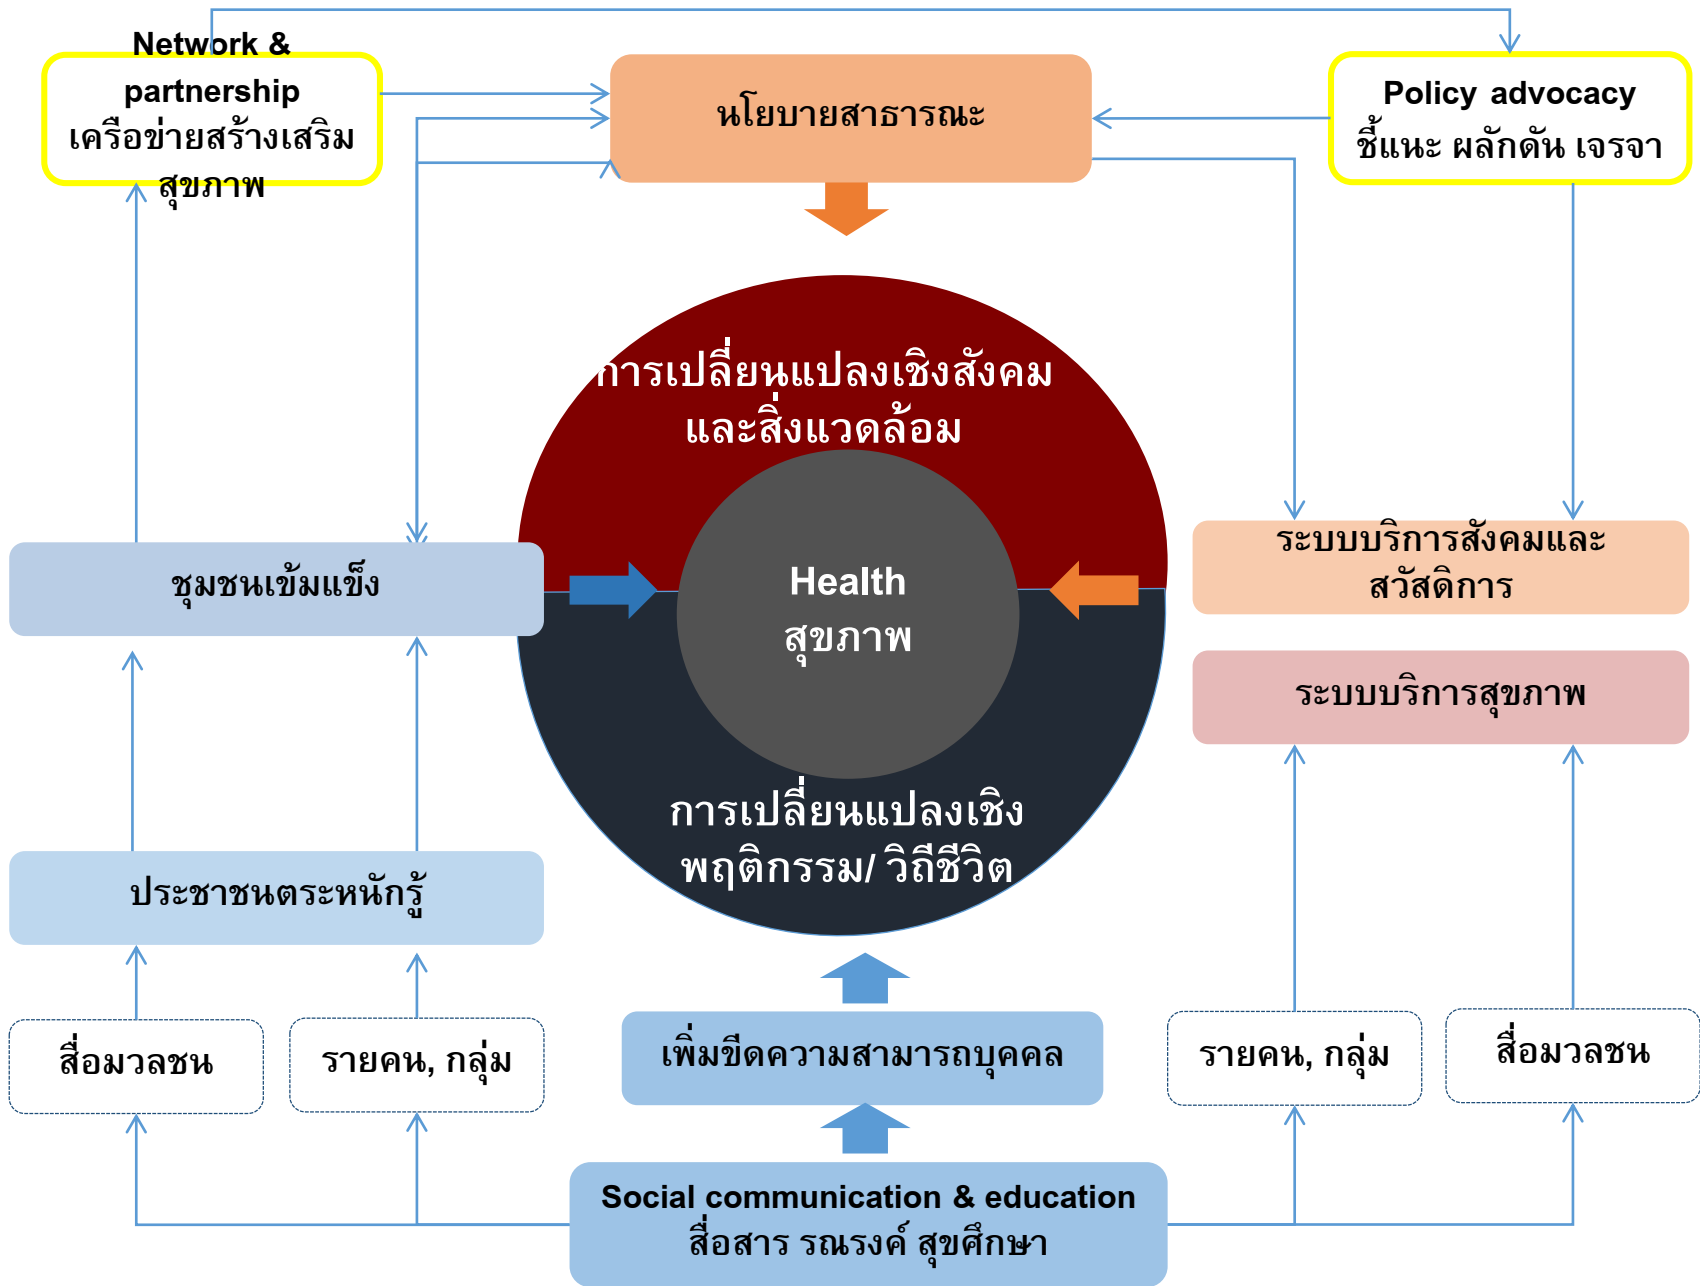 Network &
partnership
เครือข่ายสร้างเสริม
สุขภาพ
นโยบายสาธารณะ
Policy advocacy
ชี้แนะ ผลักดัน เจรจา
การเปลี่ยนแปลงเชิงสังคม
และสิ่งแวดล้อม
Health
สุขภาพ
ชุมชนเข้มแข็ง
ระบบบริการสังคมและ
สวัสดิการ
ระบบบริการสุขภาพ
การเปลี่ยนแปลงเชิง
พฤติกรรม/ วิถีชีวิต
ประชาชนตระหนักรู้
สื่อมวลชน
รายคน, กลุ่ม
เพิ่มขีดความสามารถบุคคล
รายคน, กลุ่ม
สื่อมวลชน
Social communication & education
สื่อสาร รณรงค์ สุขศึกษา